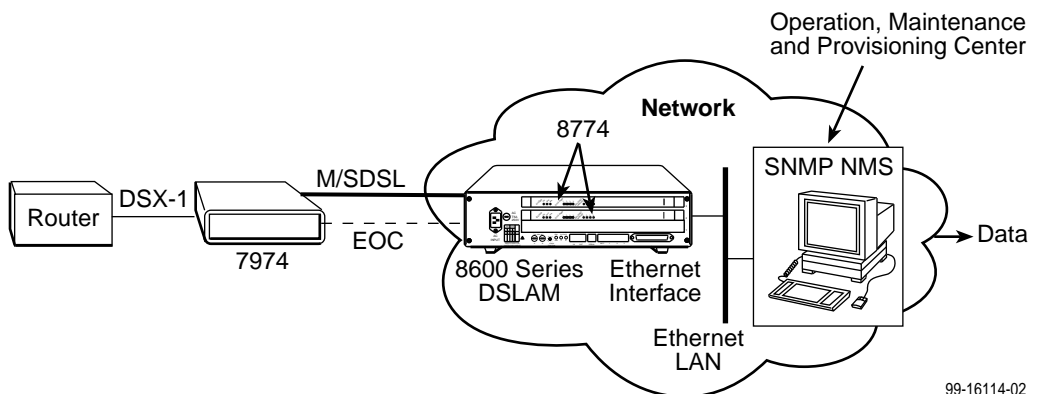 Operation, Maintenance
and Provisioning Center
Network
8774
SNMP NMS
M/SDSL
DSX-1
Router
Data
EOC
7974
8600 Series
DSLAM
Ethernet
Interface
Ethernet
LAN
99-16114-02